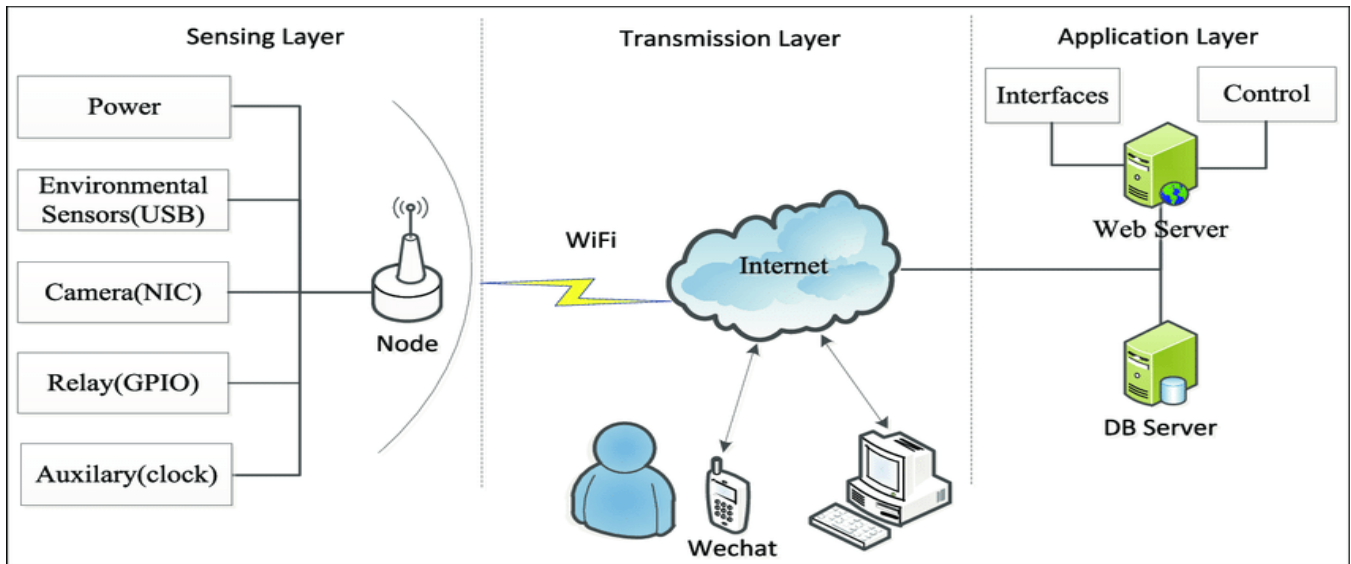 Sensing Layer
Transmission Layer
Application Layer
Power
Environmental
Sensors(USB)
Camera(NIC)
Relay(GPIO)
Auxilary(clock)
Node
WiFi
Internet
Wechat
Interfaces
Control
Web Server
DB Server